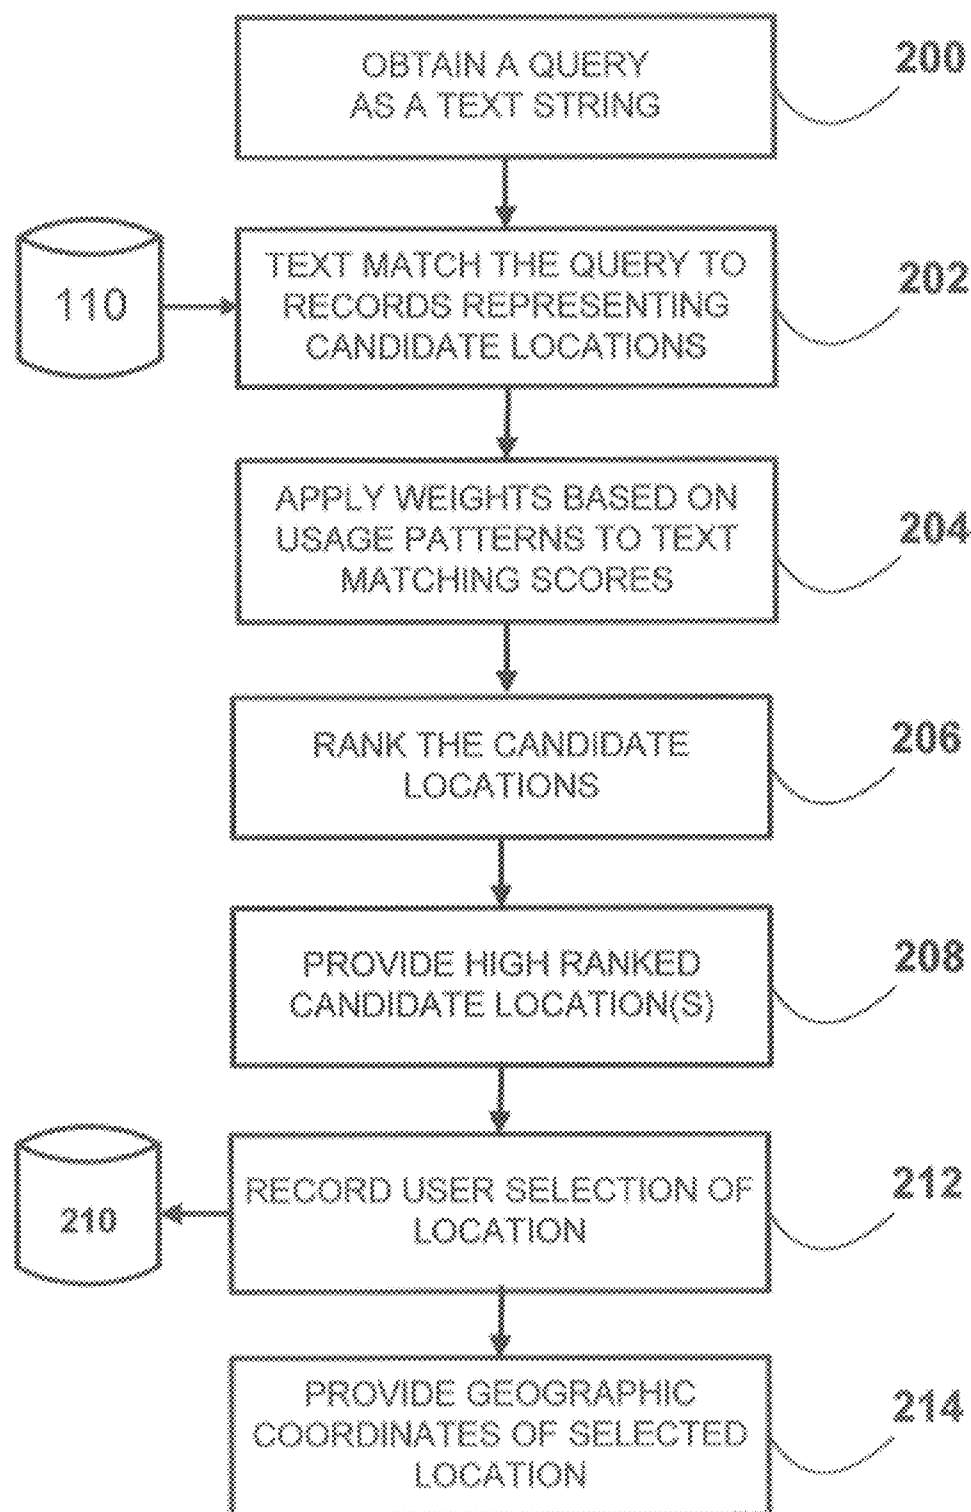 OBTAIN A QUERY
AS A TEXT STRING
200
110
TEXT MATCH THE QUERY TO
RECORDS REPRESENTING
CANDIDATE LOCATIONS
202
APPLY WEIGHTS BASED ON
USAGE PATTERNS TO TEXT
MATCHING SCORES
204
RANK THE CANDIDATE
LOCATIONS
206
PROVIDE HIGH RANKED
CANDIDATE LOCATION(S)
208
210
RECORD USER SELECTION OF
LOCATION
212
PROVIDE GEOGRAPHIC
COORDINATES OF SELECTED
LOCATION
214